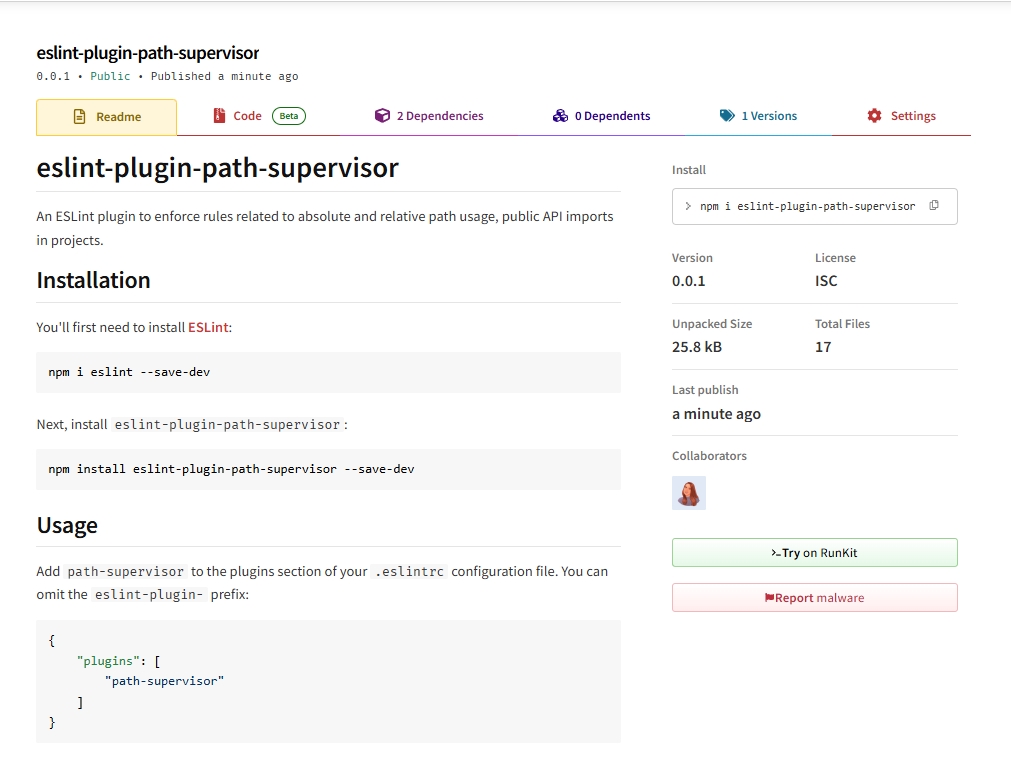 eslint-plugin-path-supervisor
0.0.1 • Public • Published a minute ago
Readme
Code Beta
2 Dependencies
0 Dependents
1 Versions
Settings
eslint-plugin-path-supervisor
An ESLint plugin to enforce rules related to absolute and relative path usage, public API imports
in projects.
Installation
You'll first need to install ESLint:
npm i eslint --save-dev
Next, install eslint-plugin-path-supervisor:
npm install eslint-plugin-path-supervisor --save-dev
Usage
Add path-supervisor to the plugins section of your .eslintrc configuration file. You can
omit the eslint-plugin- prefix:
{
    "plugins": [
        "path-supervisor"
    ]
}
Install
> npm i eslint-plugin-path-supervisor
Version
0.0.1
License
ISC
Unpacked Size
25.8 kB
Total Files
17
Last publish
a minute ago
Collaborators
>-Try on RunKit
Report malware